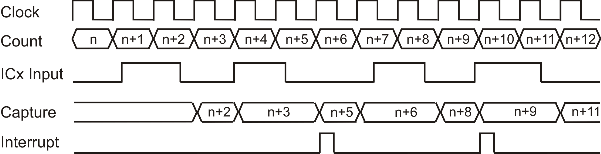 Clock
Count n n+1 n+2 n+3 n+4 n+5 n+6 n+7 n+8 n+9 n+10 n+11 n+12
ICx Input
Capture n+2 n+3 n+5 n+6 n+8 n+9 n+11
Interrupt